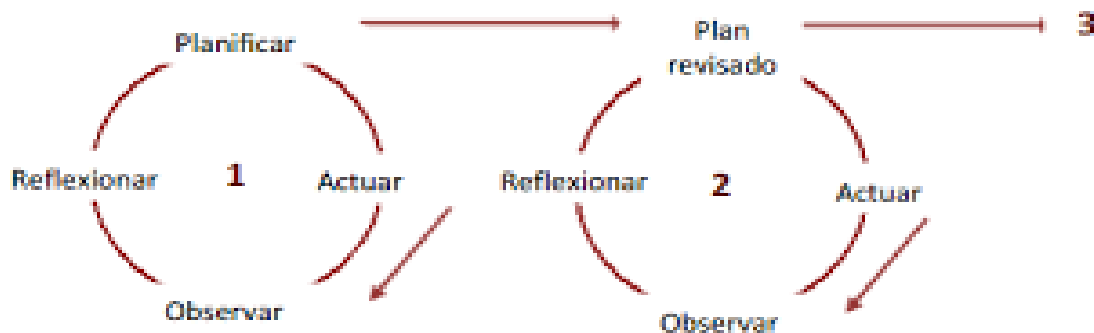 Planificar
Reflexionar
1
Actuar
Observar
Plan
revisado
Reflexionar
2
Actuar
Observar
3